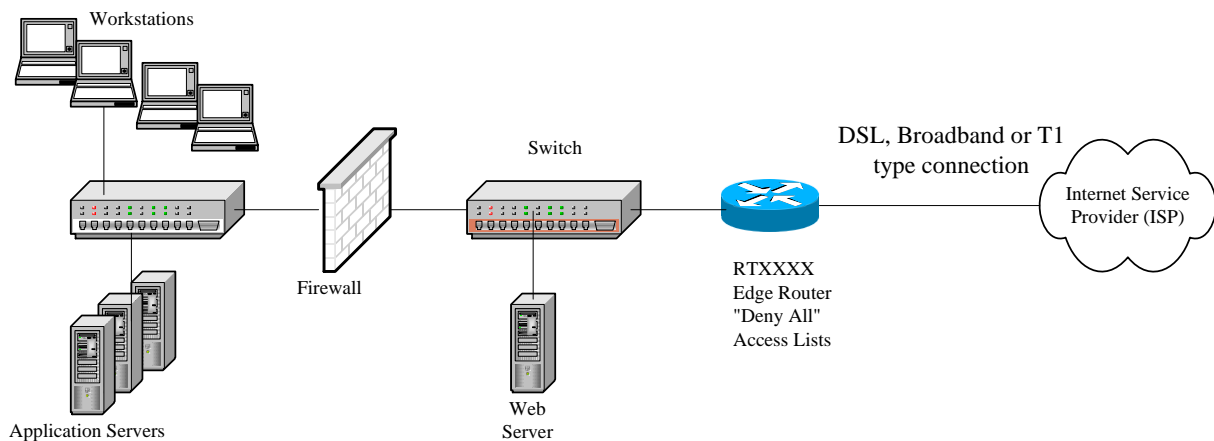 Workstations
Switch
DSL, Broadband or T1
type connection
Internet Service
Provider (ISP)
Firewall
RTXXXX
Edge Router
"Deny All"
Access Lists
Application Servers
Web
Server